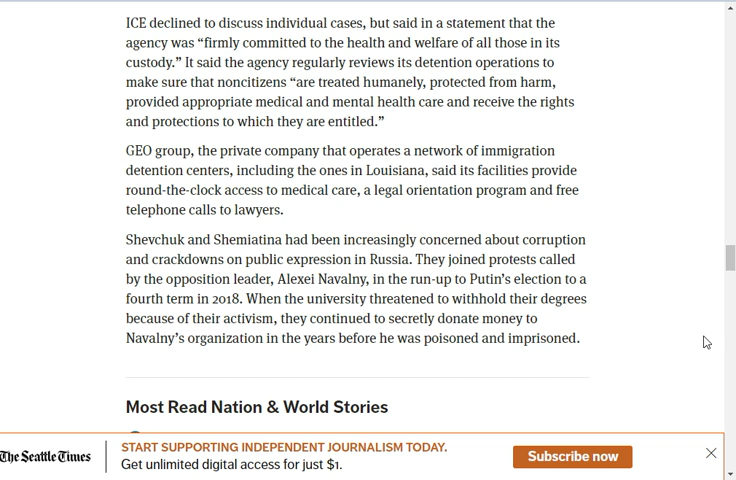 ICE declined to discuss individual cases, but said in a statement that the
agency was “firmly committed to the health and welfare of all those in its
custody.” It said the agency regularly reviews its detention operations to
make sure that noncitizens “are treated humanely, protected from harm,
provided appropriate medical and mental health care and receive the rights
and protections to which they are entitled.”
GEO group, the private company that operates a network of immigration
detention centers, including the ones in Louisiana, said its facilities provide
round-the-clock access to medical care, a legal orientation program and free
telephone calls to lawyers.
Shevchuk and Shemiatina had been increasingly concerned about corruption
and crackdowns on public expression in Russia. They joined protests called
by the opposition leader, Alexei Navalny, in the run-up to Putin’s election to a
fourth term in 2018. When the university threatened to withhold their degrees
because of their activism, they continued to secretly donate money to
Navalny’s organization in the years before he was poisoned and imprisoned.
Most Read Nation & World Stories
The Seattle Times
START SUPPORTING INDEPENDENT JOURNALISM TODAY.
Get unlimited digital access for just $1.
Subscribe now